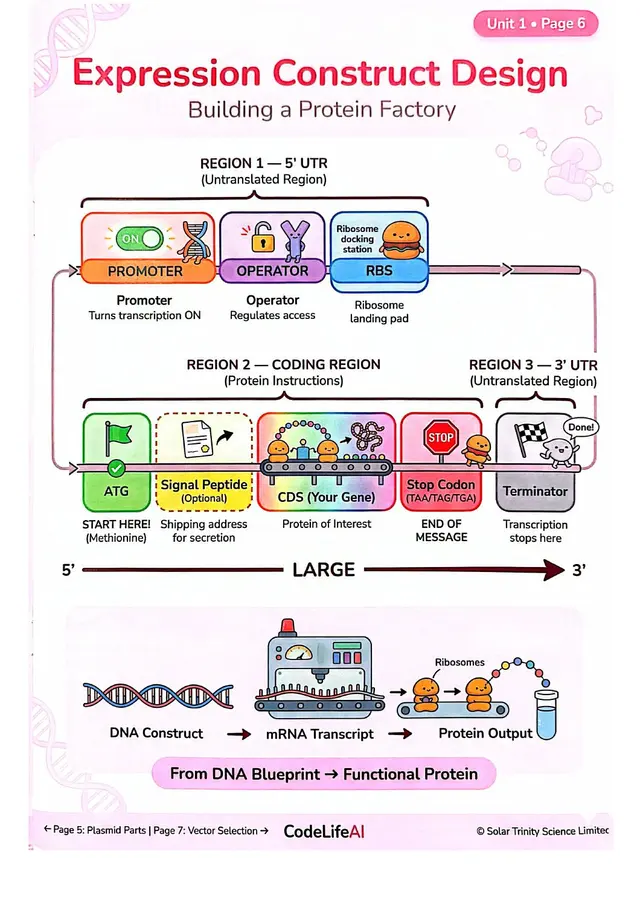 Unit 1 • Page 6
Expression Construct Design
Building a Protein Factory
REGION 1 — 5' UTR
(Untranslated Region)
ON
Ribosome
docking
station
PROMOTER
OPERATOR
RBS
Promoter
Turns transcription ON
Operator
Regulates access
Ribosome
landing pad
REGION 2 — CODING REGION
(Protein Instructions)
REGION 3 — 3' UTR
(Untranslated Region)
STOP
Done!
ATG
Signal Peptide
(Optional)
CDS (Your Gene)
Stop Codon
(TAA/TAG/TGA)
Terminator
START HERE!
(Methionine)
Shipping address
for secretion
Protein of Interest
END OF
MESSAGE
Transcription
stops here
5' LARGE 3'
Ribosomes
DNA Construct
mRNA Transcript
Protein Output
From DNA Blueprint → Functional Protein
← Page 5: Plasmid Parts | Page 7: Vector Selection →
CodeLifeAI
© Solar Trinity Science Limitec